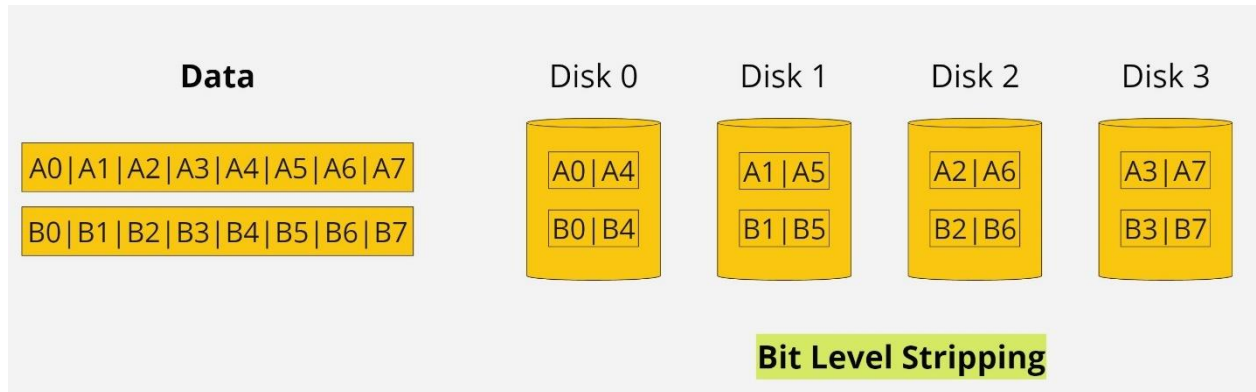 Data Disk 0 Disk 1 Disk 2 Disk 3
A0|A1|A2|A3|A4|A5|A6|A7
A0|A4 A1|A5 A2|A6 A3|A7
B0|B1|B2|B3|B4|B5|B6|B7
B0|B4 B1|B5 B2|B6 B3|B7
Bit Level Stripping